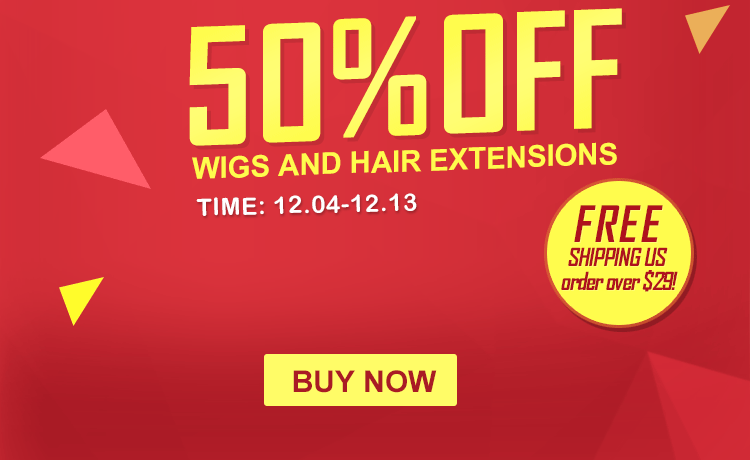 50%OFF
WIGS AND HAIR EXTENSIONS
TIME: 12.04-12.13
FREE
SHIPPING US
order over $29!
BUY NOW